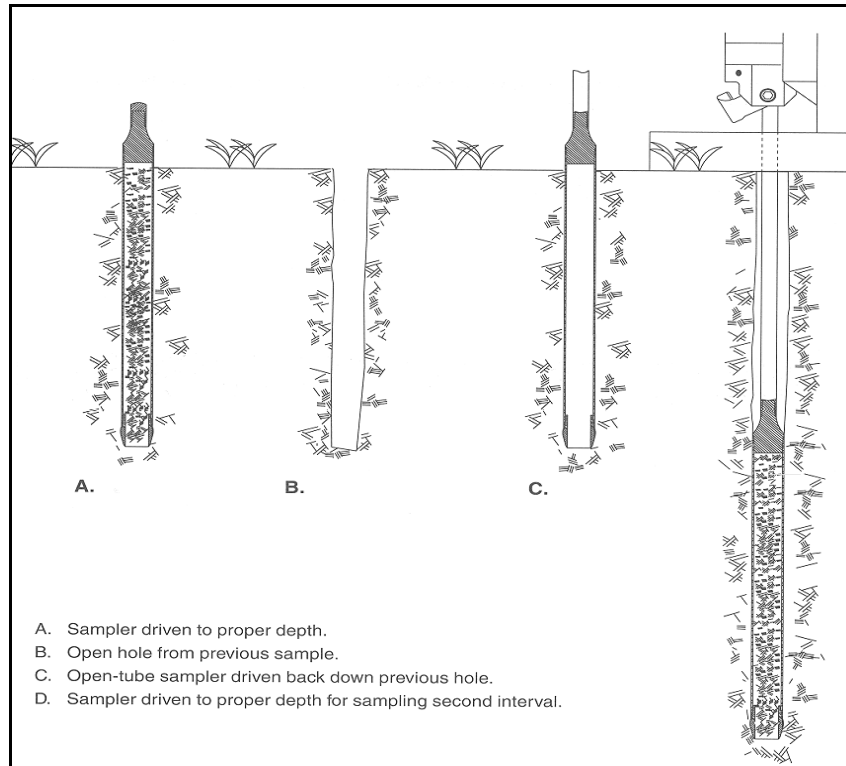 A.
B.
C.
A. Sampler driven to proper depth.
B. Open hole from previous sample.
C. Open-tube sampler driven back down previous hole.
D. Sampler driven to proper depth for sampling second interval.